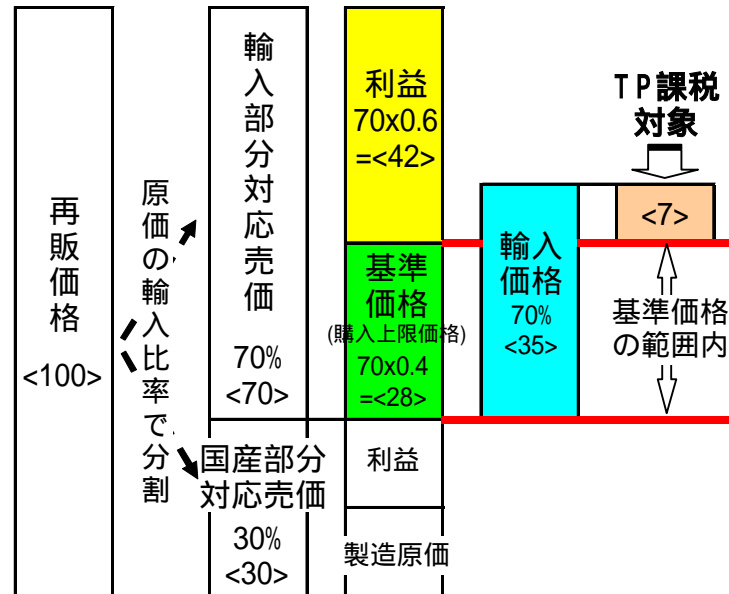 再販価格
<100>
原価の輸入比率で分割
輸入部分対応売価
70%
<70>
国産部分
対応売価
30%
<30>
利益
70x0.6
=<42>
基準
価格
(購入上限価格)
70x0.4
=<28>
利益
製造原価
輸入
価格
70%
<35>
TP課税
対象
<7>
基準価格
の範囲内